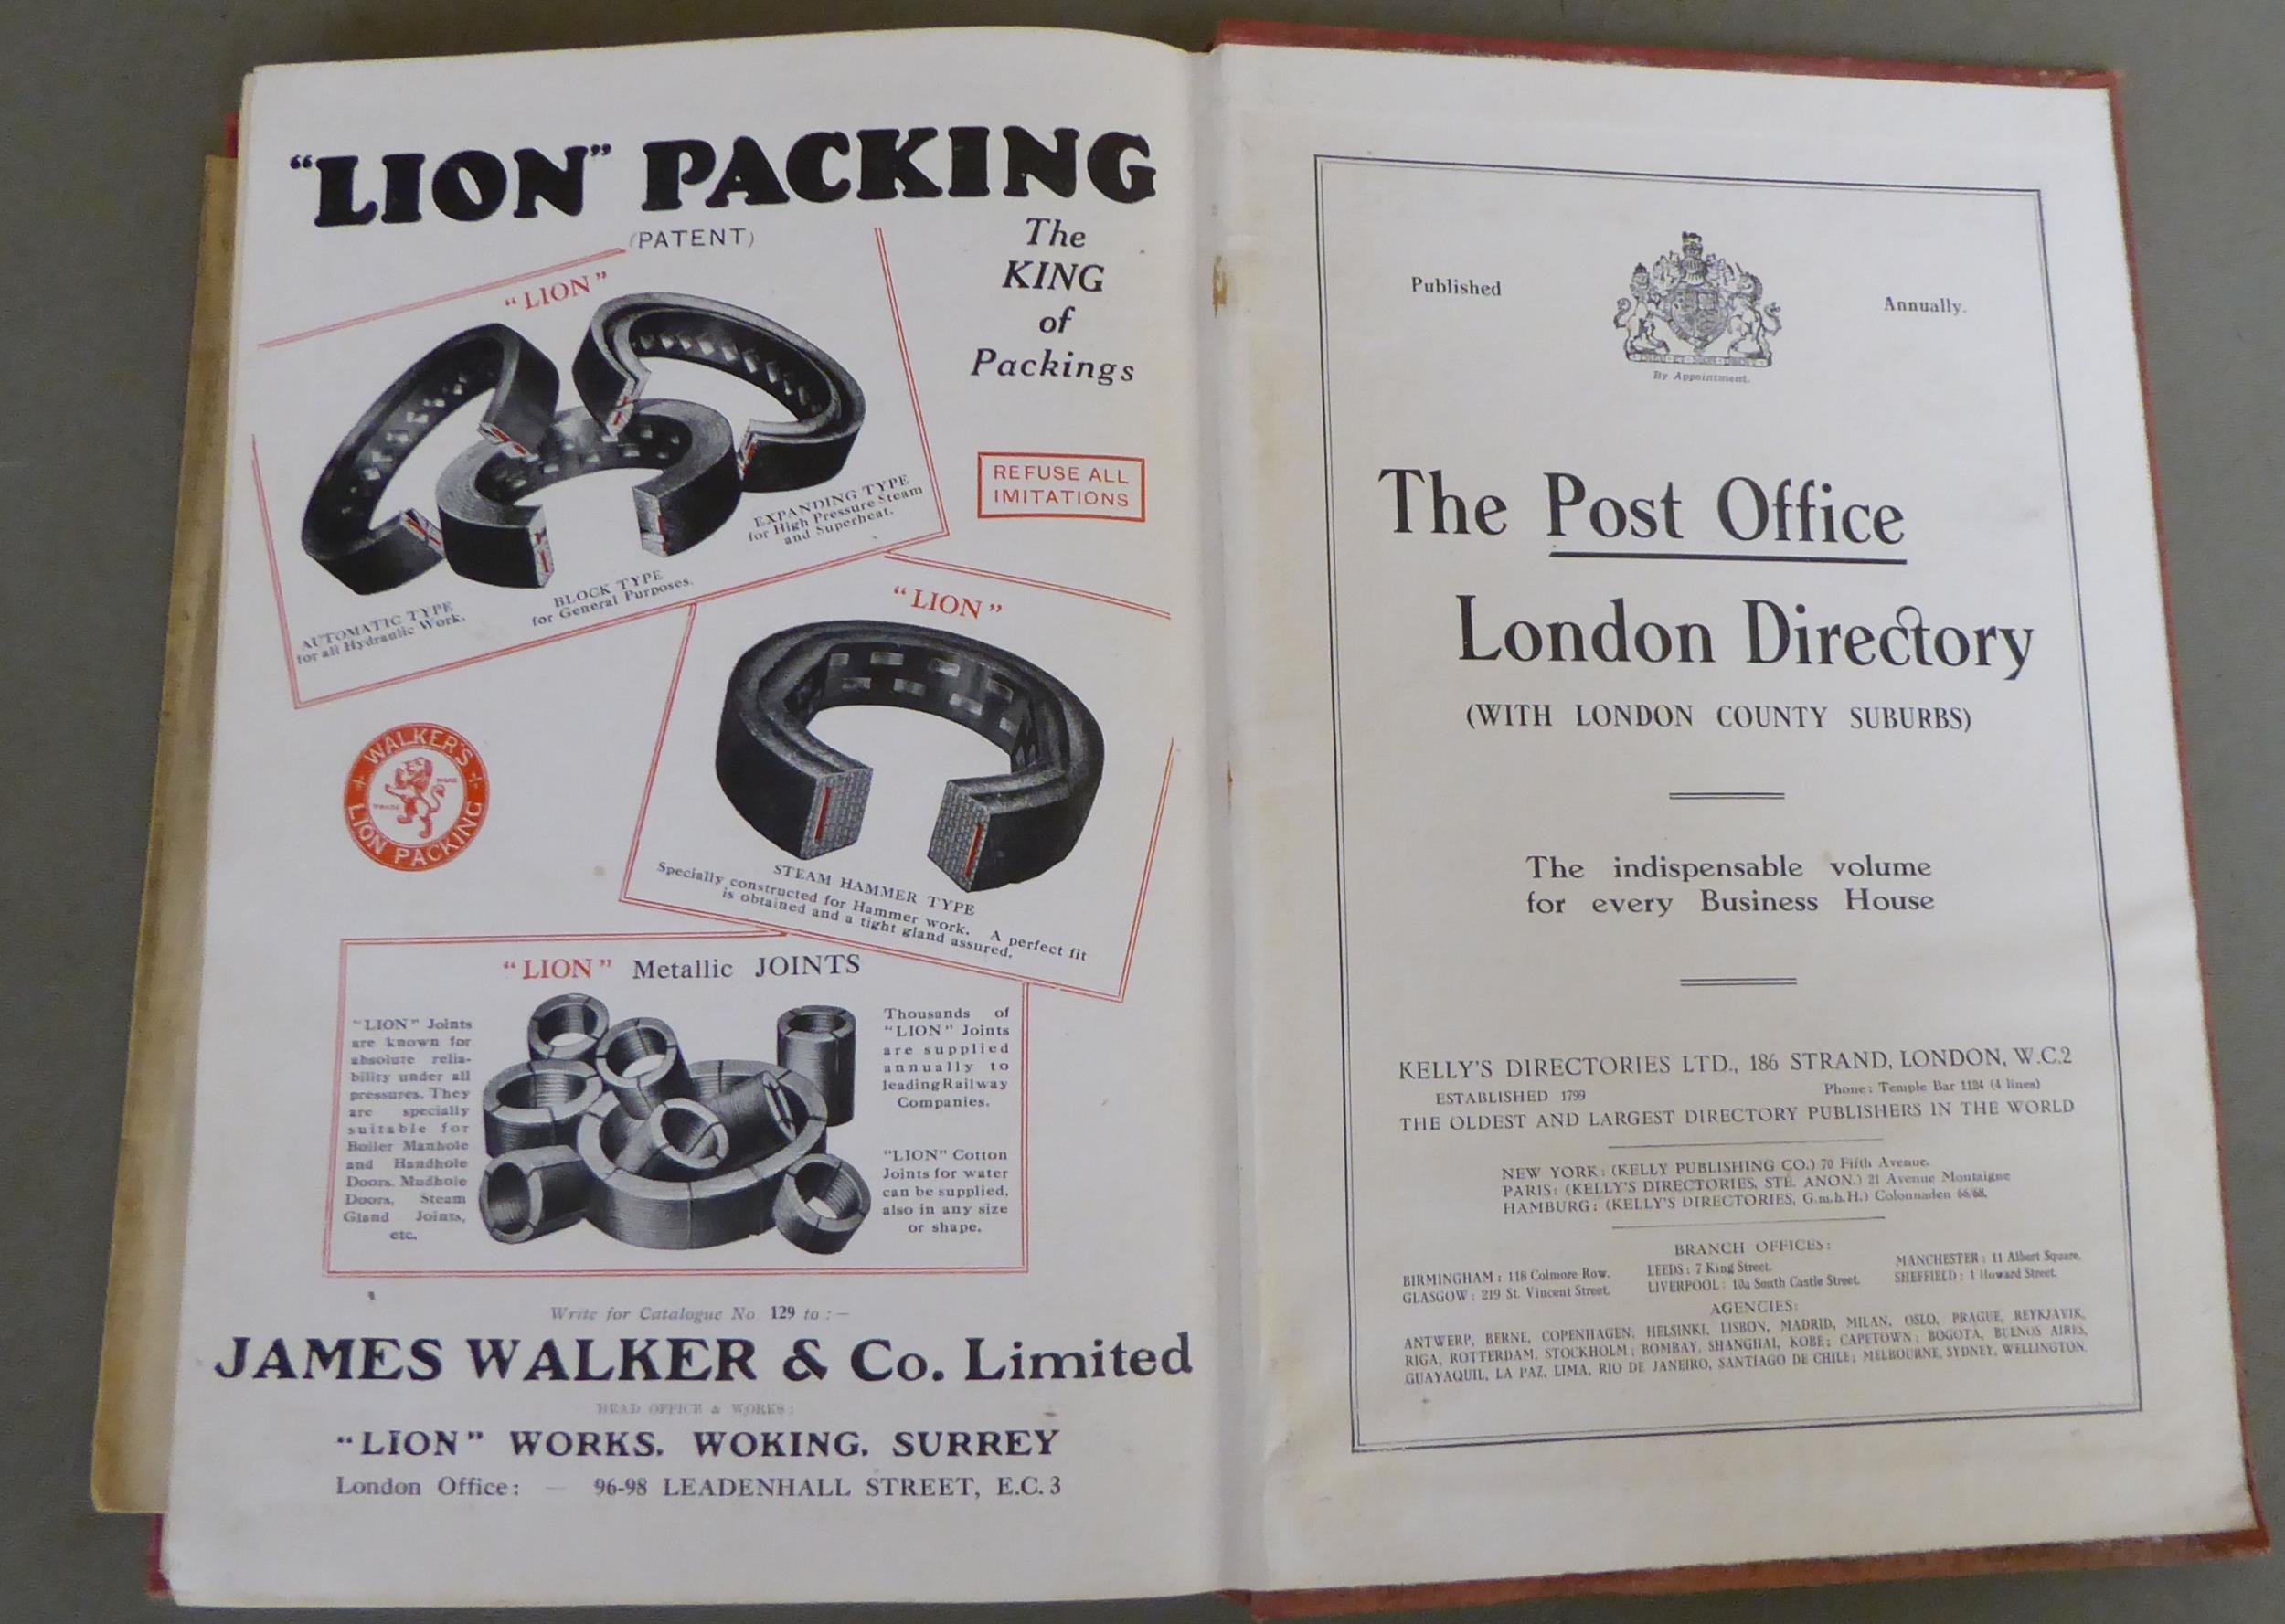 "LION" PACKING
(PATENT)
The
KING
of
Packings
"LION"
REFUSE ALL
IMITATIONS
EXPANDING TYPE
for High Pressure Steam
and Superheat.
BLOCK TYPE
for General Purposes.
AUTOMATIC TYPE
for all Hydraulic Work.
"LION"
WALKER'S
LION PACKING
TRADE MARK
STEAM HAMMER TYPE
Specially constructed for Hammer work. A perfect fit
is obtained and a tight gland assured.
"LION" Metallic JOINTS
"LION" Joints
are known for
absolute relia-
bility under all
pressures. They
are specially
suitable for
Boiler Manhole
and Handhole
Doors, Mudhole
Doors, Steam
Gland Joints,
etc.
Thousands of
"LION" Joints
are supplied
annually to
leading Railway
Companies.
"LION" Cotton
Joints for water
can be supplied,
also in any size
or shape.
Write for Catalogue No 129 to :—
JAMES WALKER & Co. Limited
HEAD OFFICE & WORKS:
"LION" WORKS, WOKING, SURREY
London Office: — 96-98 LEADENHALL STREET, E.C.3
Published Annually.
DIEU ET MON DROIT
By Appointment.
The Post Office
London Directory
(WITH LONDON COUNTY SUBURBS)
The indispensable volume
for every Business House
KELLY'S DIRECTORIES LTD., 186 STRAND, LONDON, W.C.2
ESTABLISHED 1799 Phone: Temple Bar 1124 (4 lines)
THE OLDEST AND LARGEST DIRECTORY PUBLISHERS IN THE WORLD
NEW YORK: (KELLY PUBLISHING CO.) 70 Fifth Avenue.
PARIS: (KELLY'S DIRECTORIES, STÉ. ANON.) 21 Avenue Montaigne
HAMBURG: (KELLY'S DIRECTORIES, G.m.b.H.) Colonnaden 66/68.
BRANCH OFFICES:
BIRMINGHAM: 118 Colmore Row. LEEDS: 7 King Street. MANCHESTER: 11 Albert Square.
GLASGOW: 219 St. Vincent Street. LIVERPOOL: 10a South Castle Street. SHEFFIELD: 1 Howard Street.
AGENCIES:
ANTWERP, BERNE, COPENHAGEN, HELSINKI, LISBON, MADRID, MILAN, OSLO, PRAGUE, REYKJAVIK,
RIGA, ROTTERDAM, STOCKHOLM; BOMBAY, SHANGHAI, KOBE; CAPETOWN; BOGOTA, BUENOS AIRES,
GUAYAQUIL, LA PAZ, LIMA, RIO DE JANEIRO, SANTIAGO DE CHILE; MELBOURNE, SYDNEY, WELLINGTON.